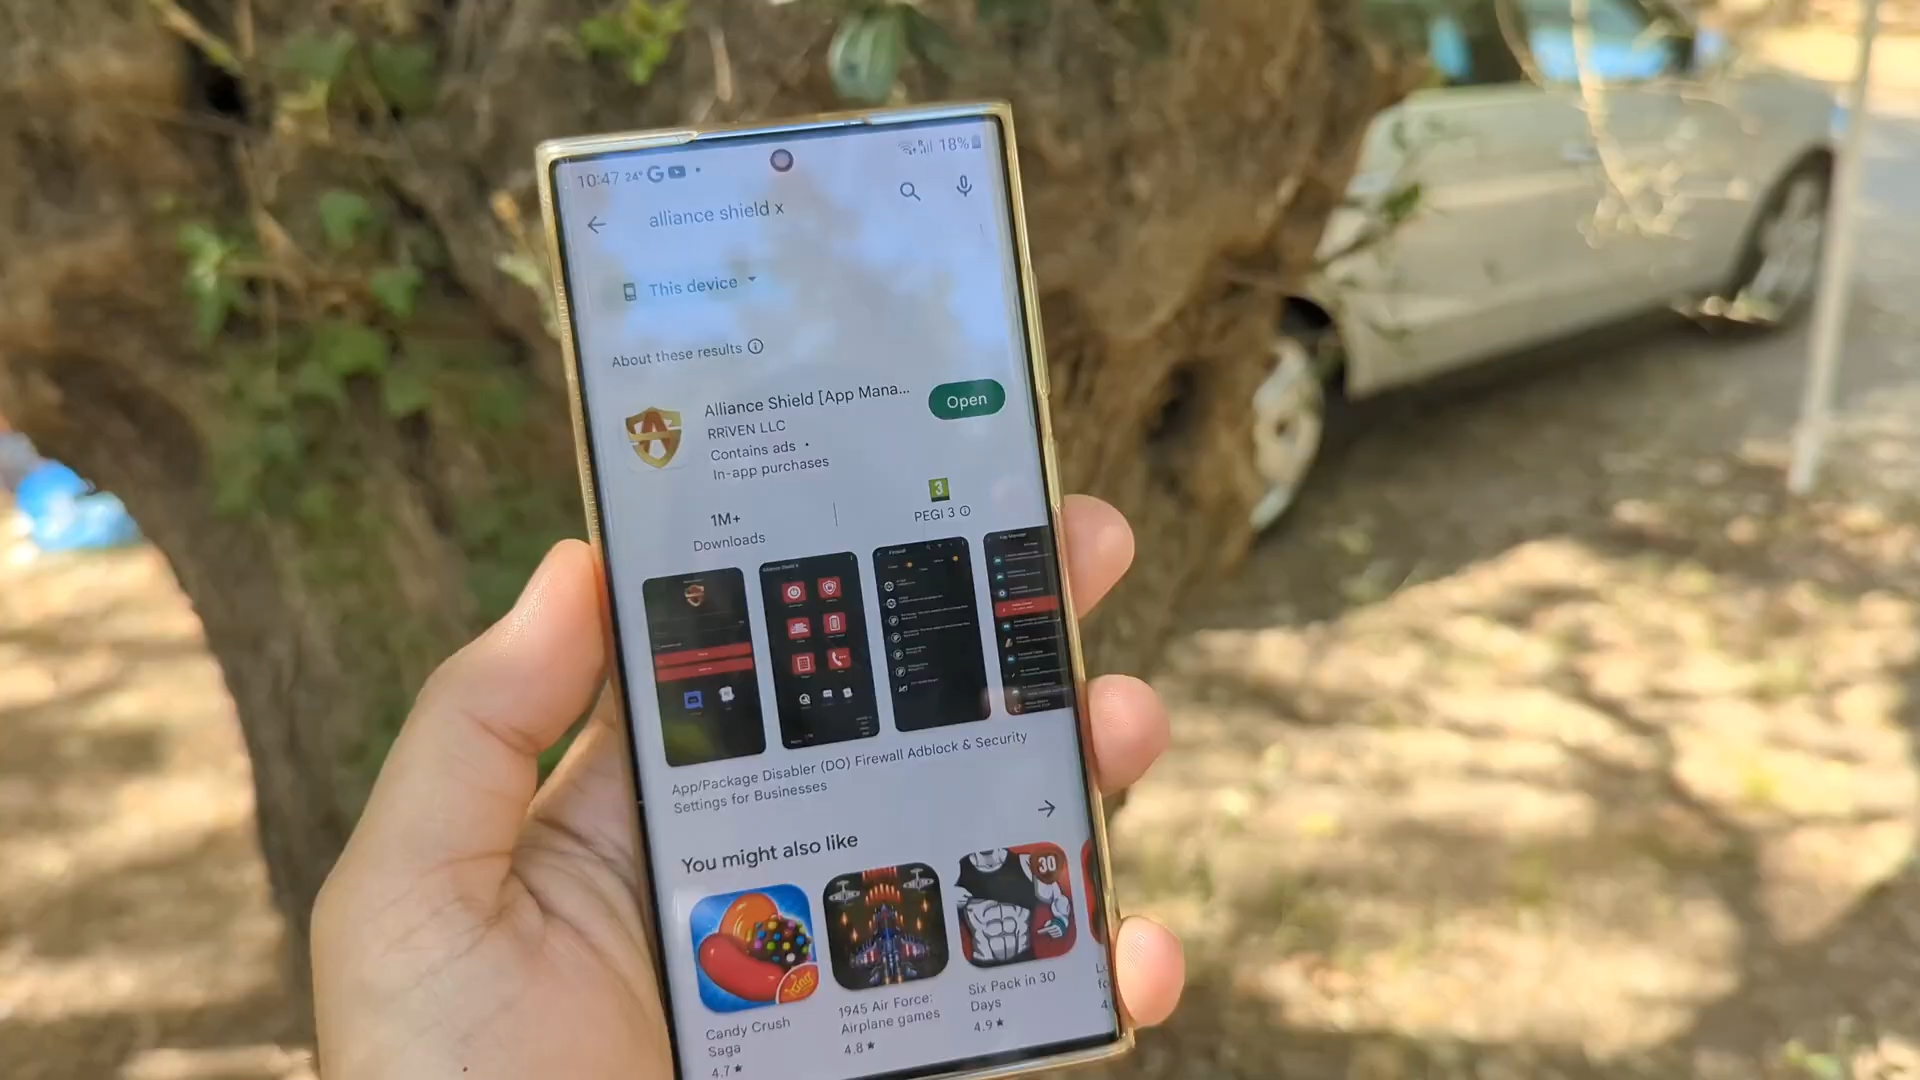 10:47 24° G
18%
alliance shield x
This device
About these results
Alliance Shield [App Mana...
RRiVEN LLC
Contains ads •
In-app purchases
Open
1M+
Downloads
3
PEGI 3
App/Package Disabler (DO) Firewall Adblock & Security
Settings for Businesses
You might also like
30
King
Candy Crush
Saga
4.7★
1945 Air Force:
Airplane games
4.8★
Six Pack in 30
Days
4.9★